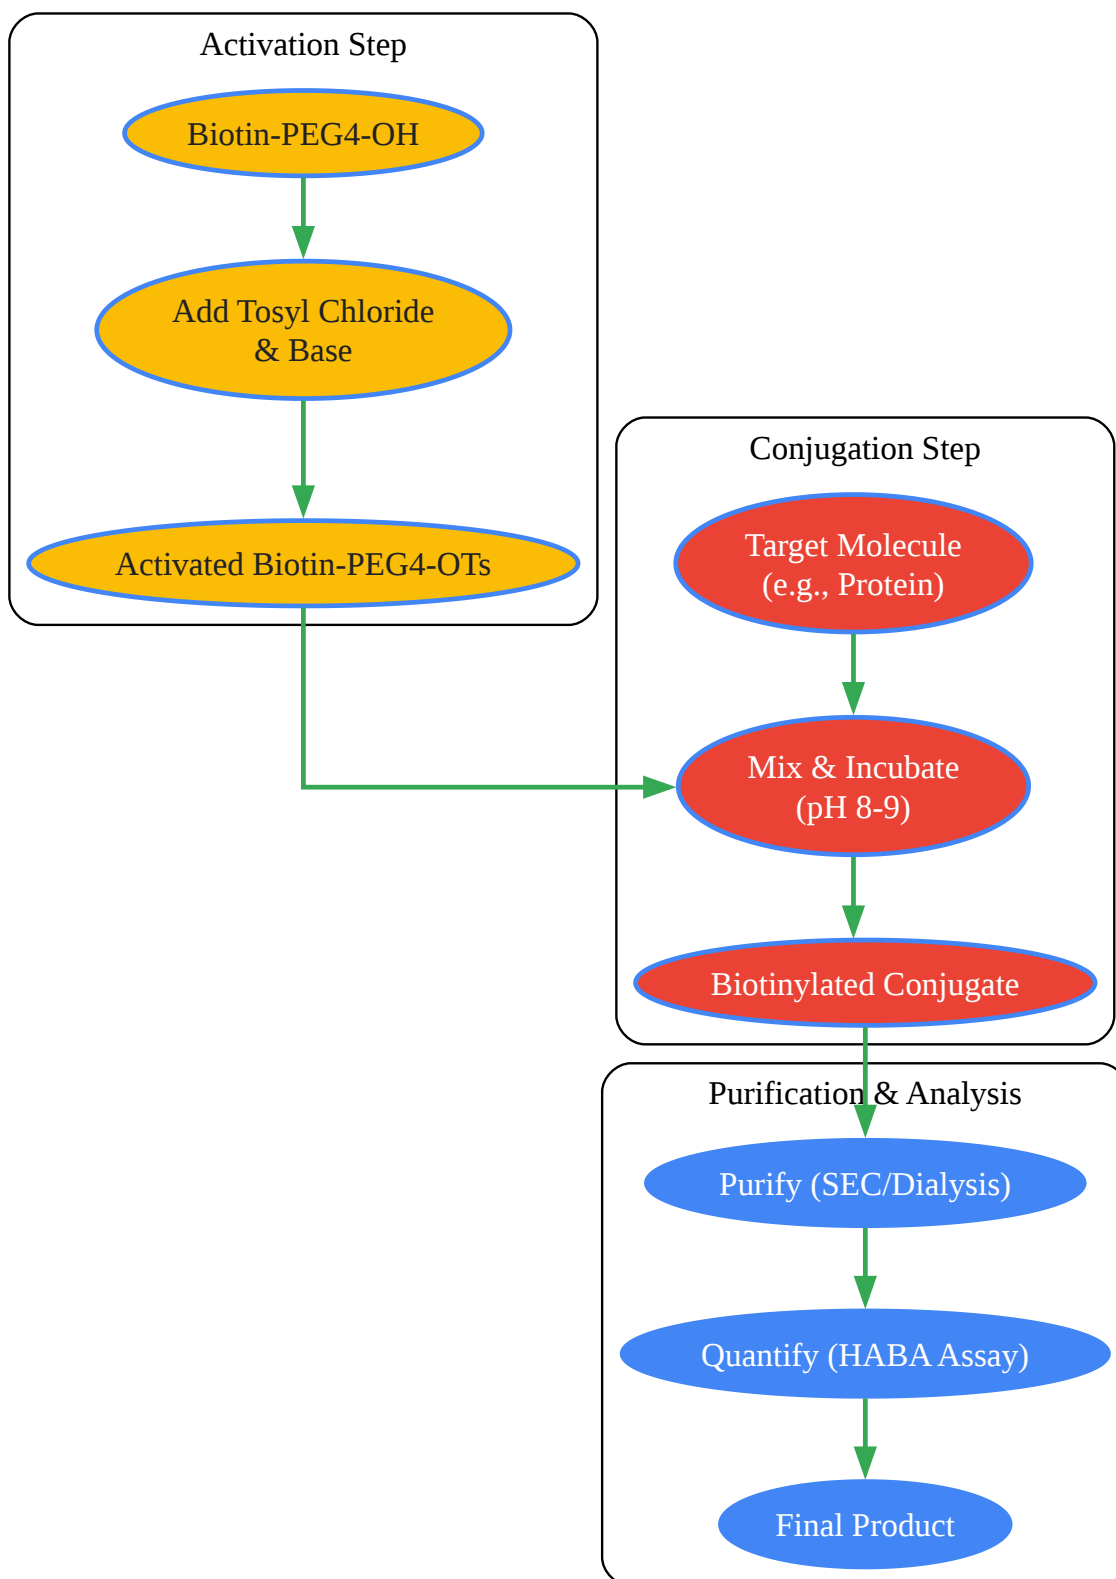 Activation Step
Biotin-PEG4-OH
Add Tosyl Chloride
& Base
Activated Biotin-PEG4-OTs
Conjugation Step
Target Molecule
(e.g., Protein)
Mix & Incubate
(pH 8-9)
Biotinylated Conjugate
Purification & Analysis
Purify (SEC/Dialysis)
Quantify (HABA Assay)
Final Product